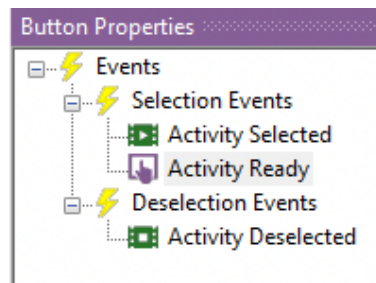 Button Properties
Events
Selection Events
Activity Selected
Activity Ready
Deselection Events
Activity Deselected